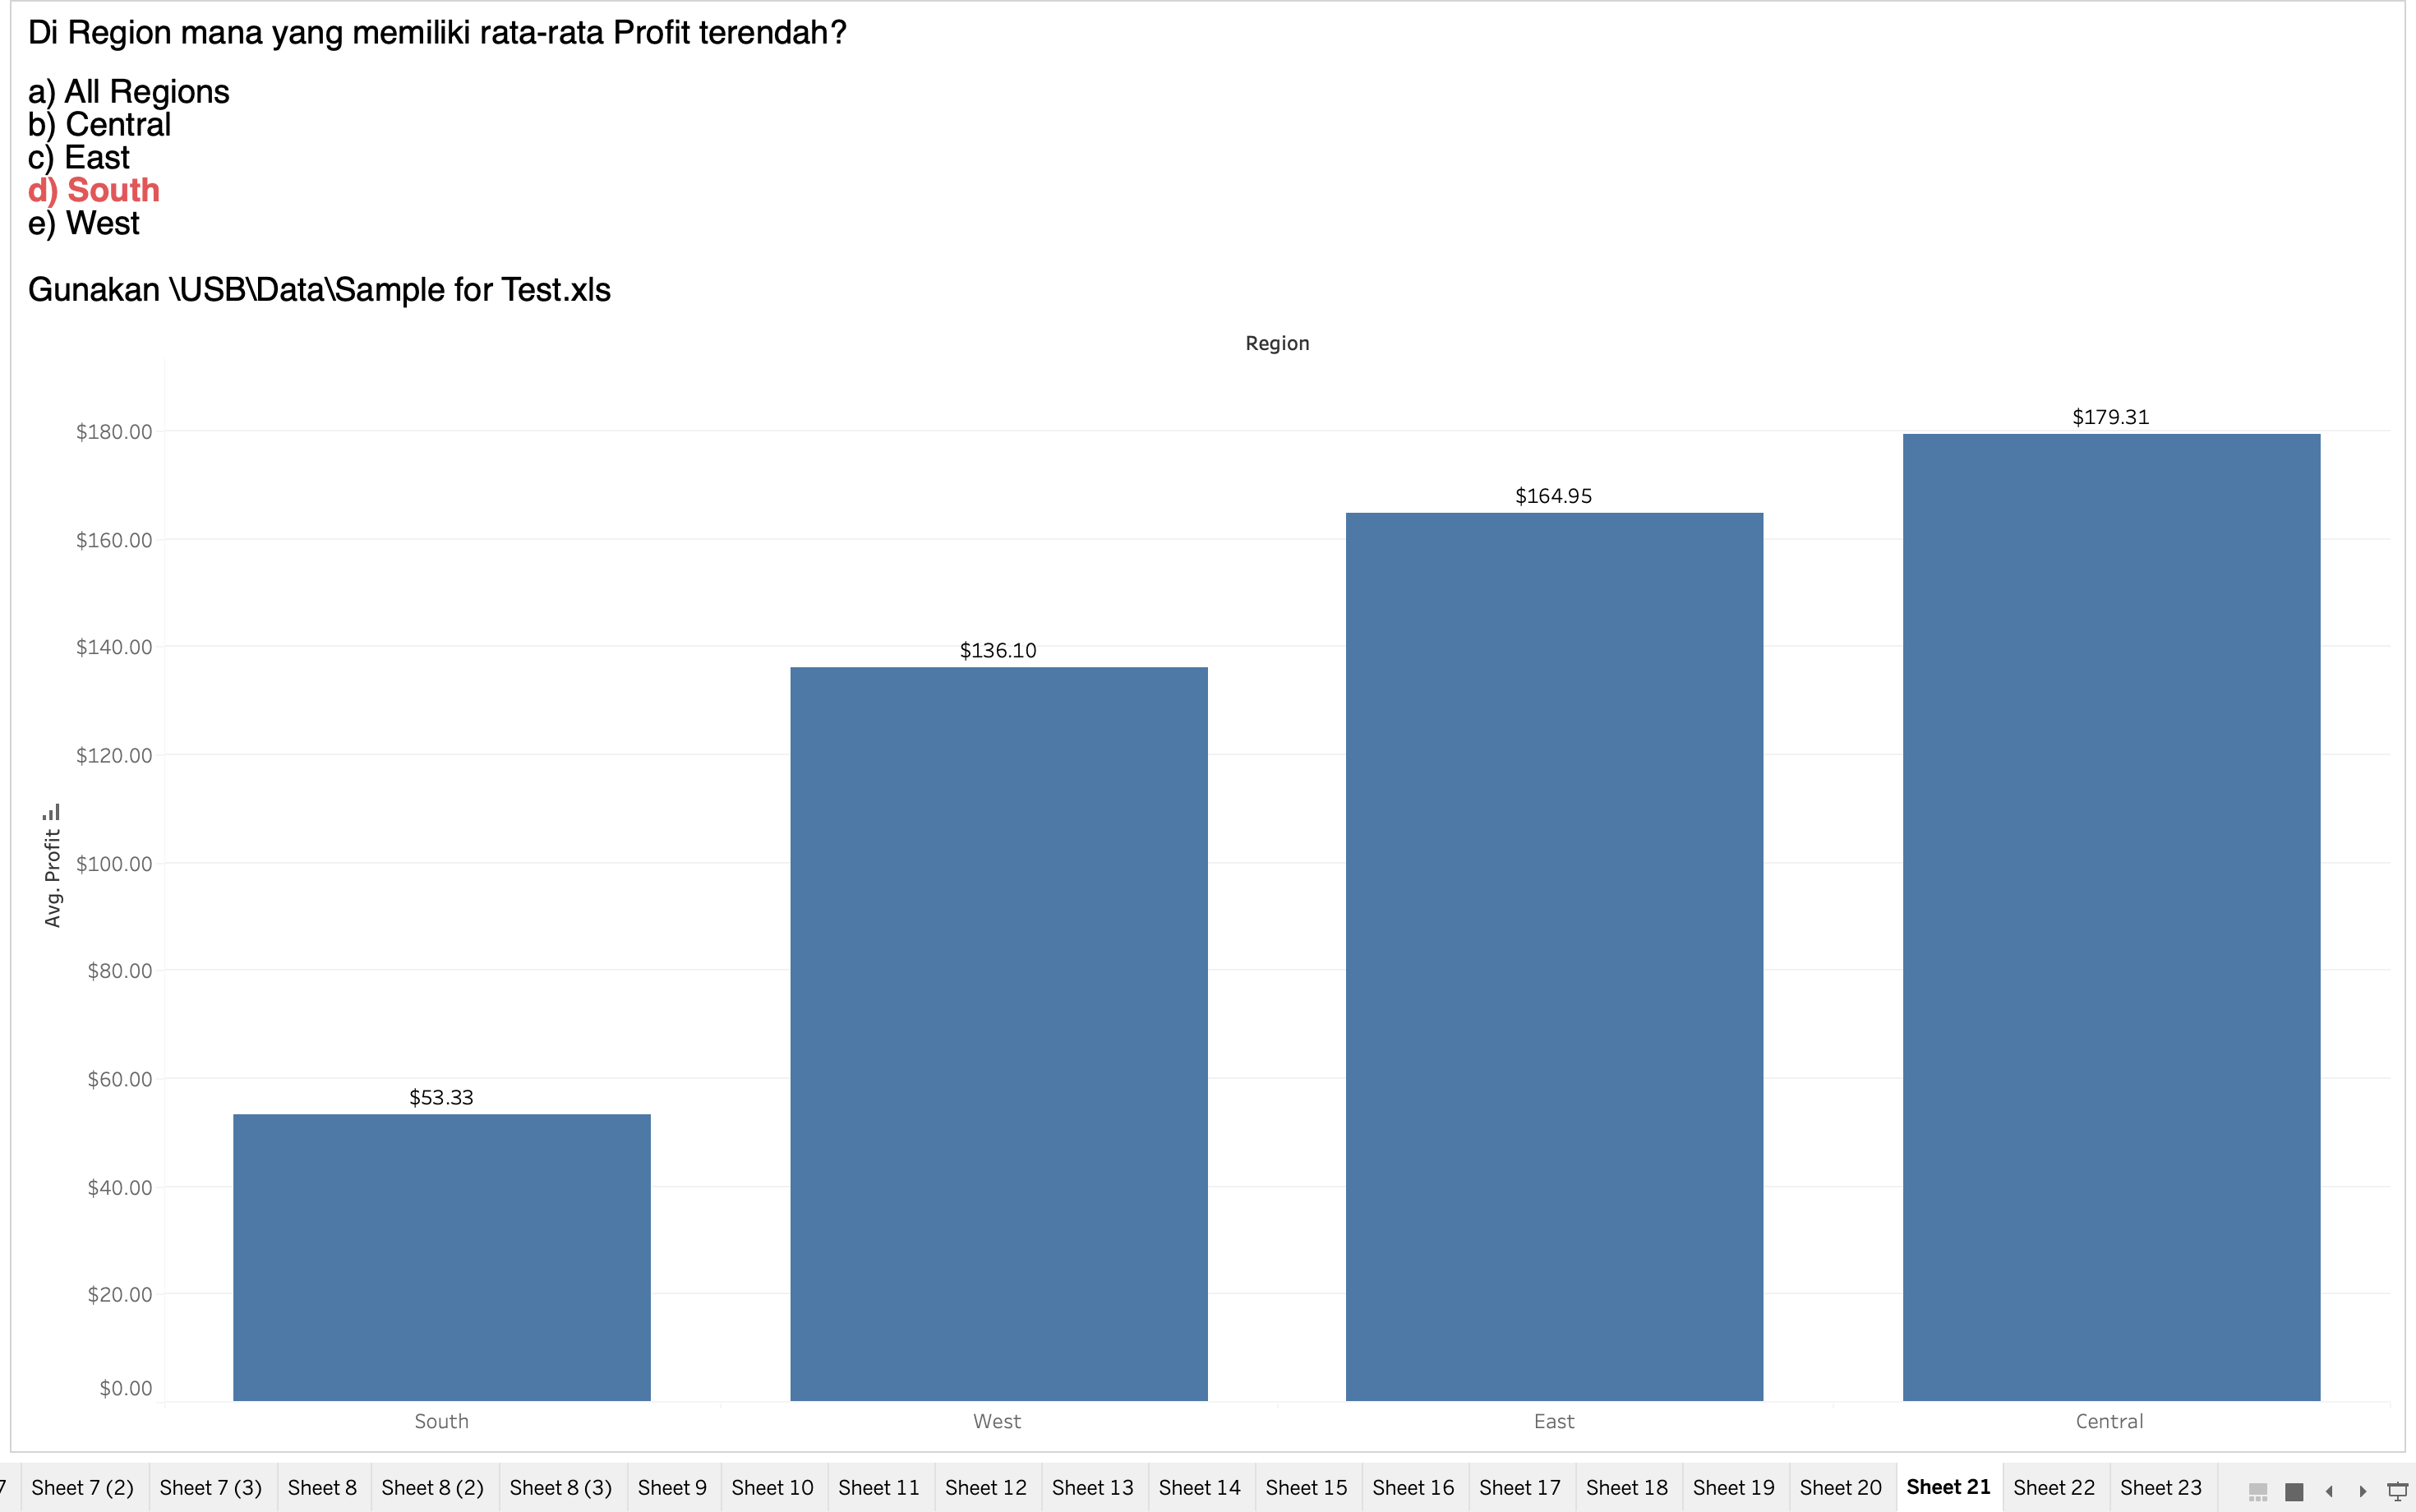 Di Region mana yang memiliki rata-rata Profit terendah?
a) All Regions
b) Central
c) East
d) South
e) West
Gunakan \USB\Data\Sample for Test.xls
Region
$180.00
$160.00
$140.00
$120.00
$100.00
$80.00
$60.00
$40.00
$20.00
$0.00
Avg. Profit
$53.33
$136.10
$164.95
$179.31
South West East Central
7 Sheet 7 (2) Sheet 7 (3) Sheet 8 Sheet 8 (2) Sheet 8 (3) Sheet 9 Sheet 10 Sheet 11 Sheet 12 Sheet 13 Sheet 14 Sheet 15 Sheet 16 Sheet 17 Sheet 18 Sheet 19 Sheet 20 Sheet 21 Sheet 22 Sheet 23